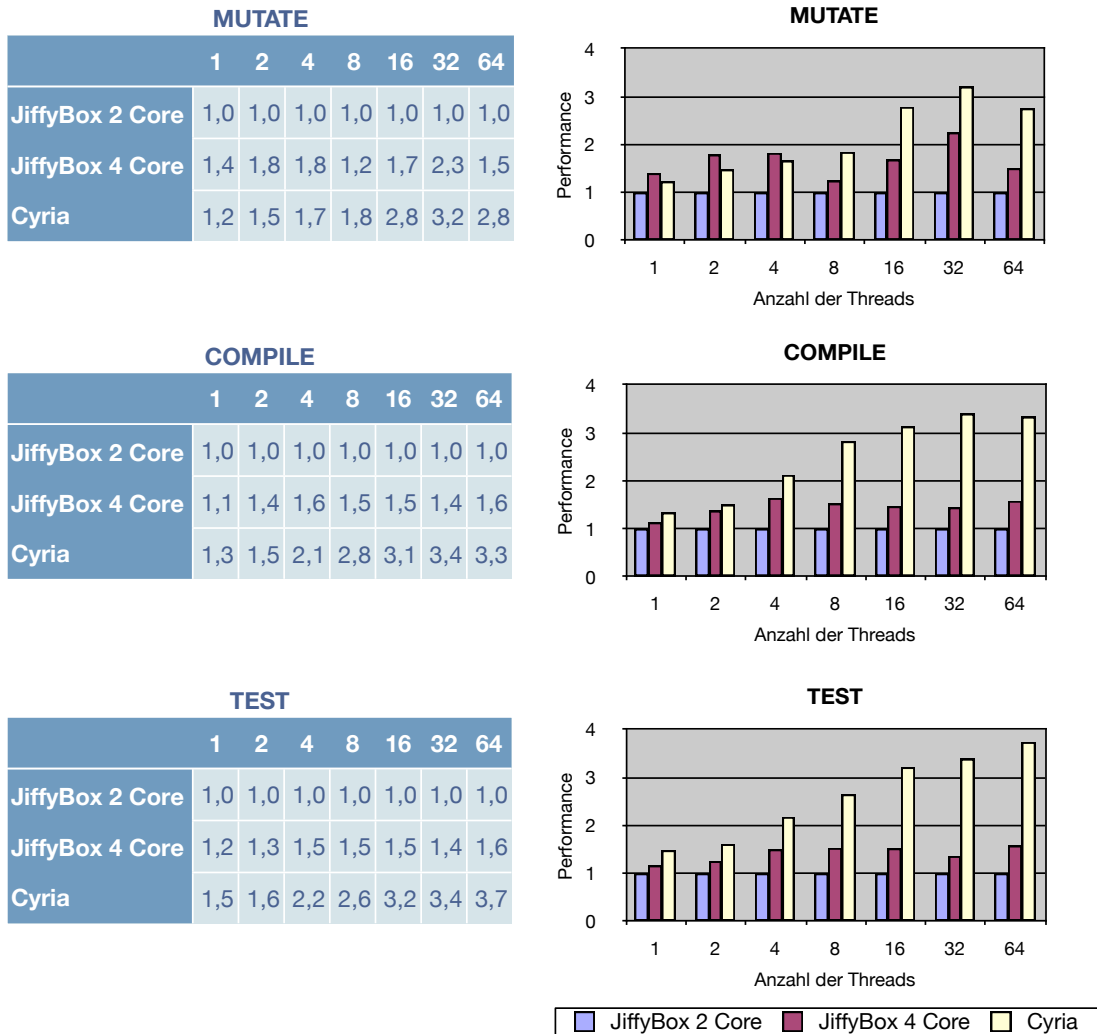 MUTATE
1 2 4 8 16 32 64
JiffyBox 2 Core 1,0 1,0 1,0 1,0 1,0 1,0 1,0
JiffyBox 4 Core 1,4 1,8 1,8 1,2 1,7 2,3 1,5
Cyria 1,2 1,5 1,7 1,8 2,8 3,2 2,8
MUTATE
4
3
2
1
0
Performance
1 2 4 8 16 32 64
Anzahl der Threads
COMPILE
1 2 4 8 16 32 64
JiffyBox 2 Core 1,0 1,0 1,0 1,0 1,0 1,0 1,0
JiffyBox 4 Core 1,1 1,4 1,6 1,5 1,5 1,4 1,6
Cyria 1,3 1,5 2,1 2,8 3,1 3,4 3,3
COMPILE
4
3
2
1
0
Performance
1 2 4 8 16 32 64
Anzahl der Threads
TEST
1 2 4 8 16 32 64
JiffyBox 2 Core 1,0 1,0 1,0 1,0 1,0 1,0 1,0
JiffyBox 4 Core 1,2 1,3 1,5 1,5 1,5 1,4 1,6
Cyria 1,5 1,6 2,2 2,6 3,2 3,4 3,7
TEST
4
3
2
1
0
Performance
1 2 4 8 16 32 64
Anzahl der Threads
JiffyBox 2 Core JiffyBox 4 Core Cyria